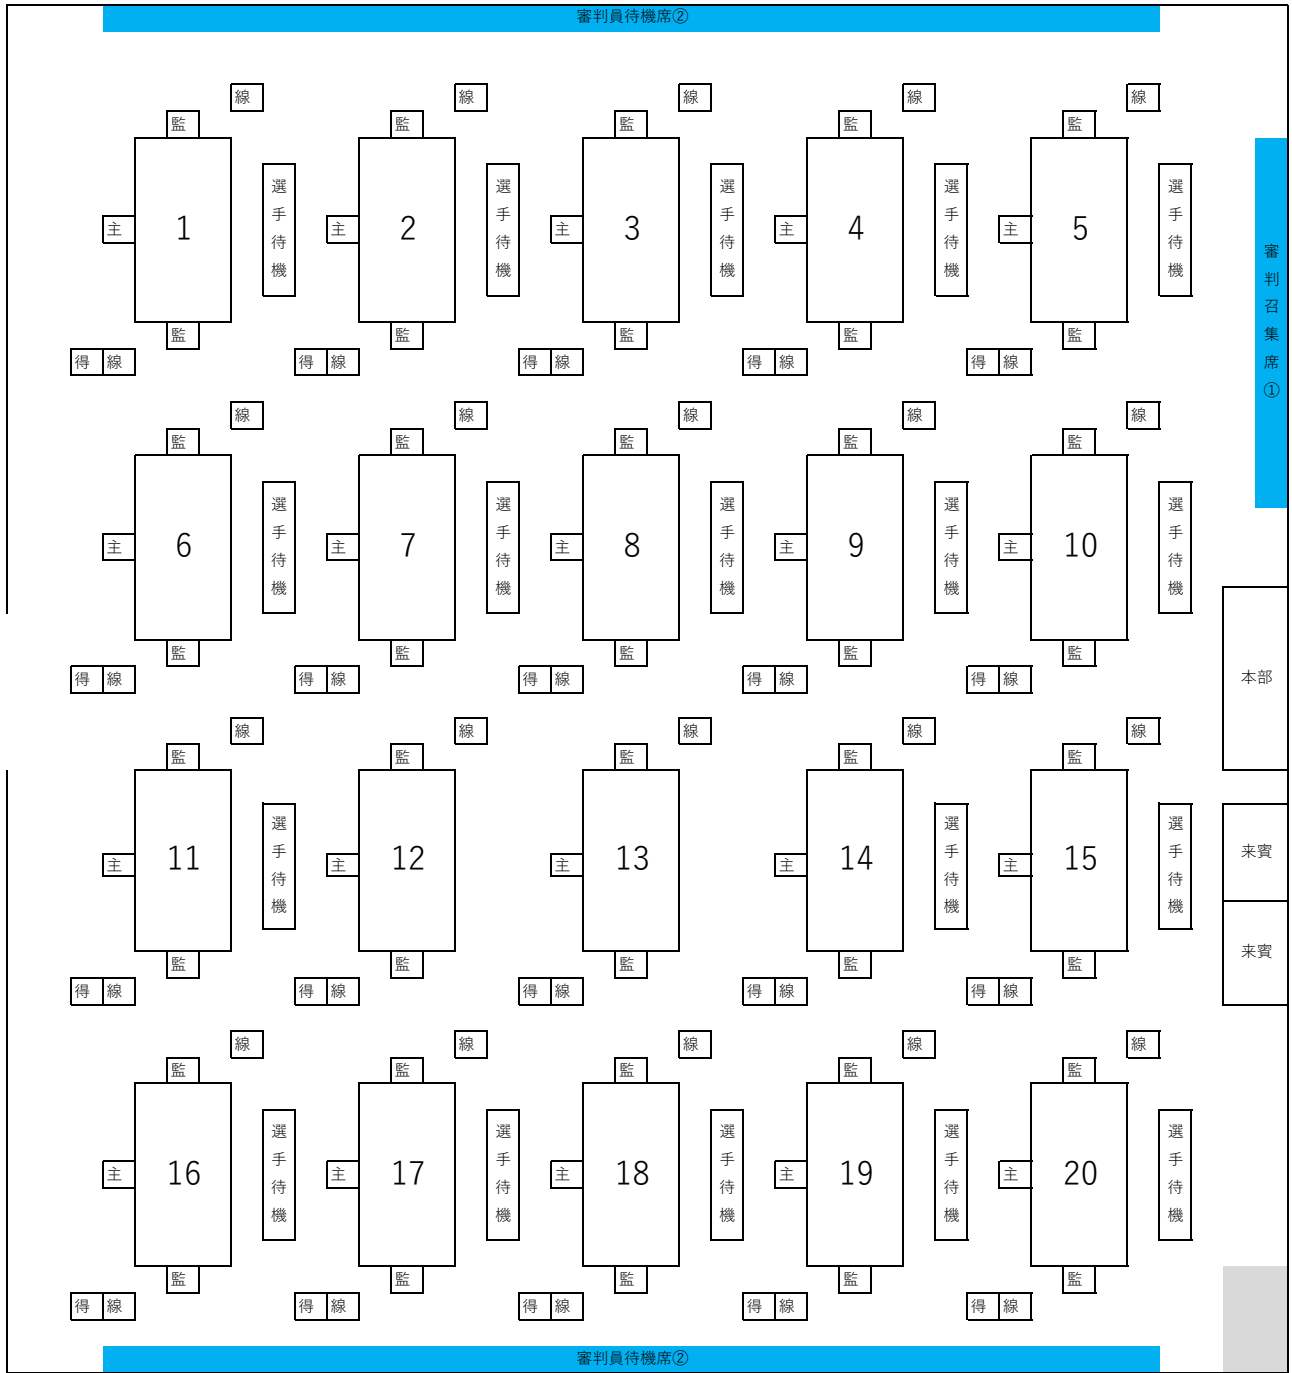 審判員待機席②
線 線 線 線 線
監 監 監 監 監
選手待機 選手待機 選手待機 選手待機 選手待機
主 1 主 2 主 3 主 4 主 5
審判召集席①
監 監 監 監 監
得 線 得 線 得 線 得 線 得 線
線 線 線 線 線
監 監 監 監 監
選手待機 選手待機 選手待機 選手待機 選手待機
主 6 主 7 主 8 主 9 主 10
監 監 監 監 監
得 線 得 線 得 線 得 線 得 線
本部
線 線 線 線 線
監 監 監 監 監
選手待機 選手待機 選手待機
主 11 主 12 13 主 14 主 15
来賓
来賓
監 監 監 監 監
得 線 得 線 得 線 得 線 得 線
線 線 線 線 線
監 監 監 監 監
選手待機 選手待機 選手待機 選手待機 選手待機
主 16 主 17 主 18 主 19 主 20
監 監 監 監 監
得 線 得 線 得 線 得 線 得 線
審判員待機席②